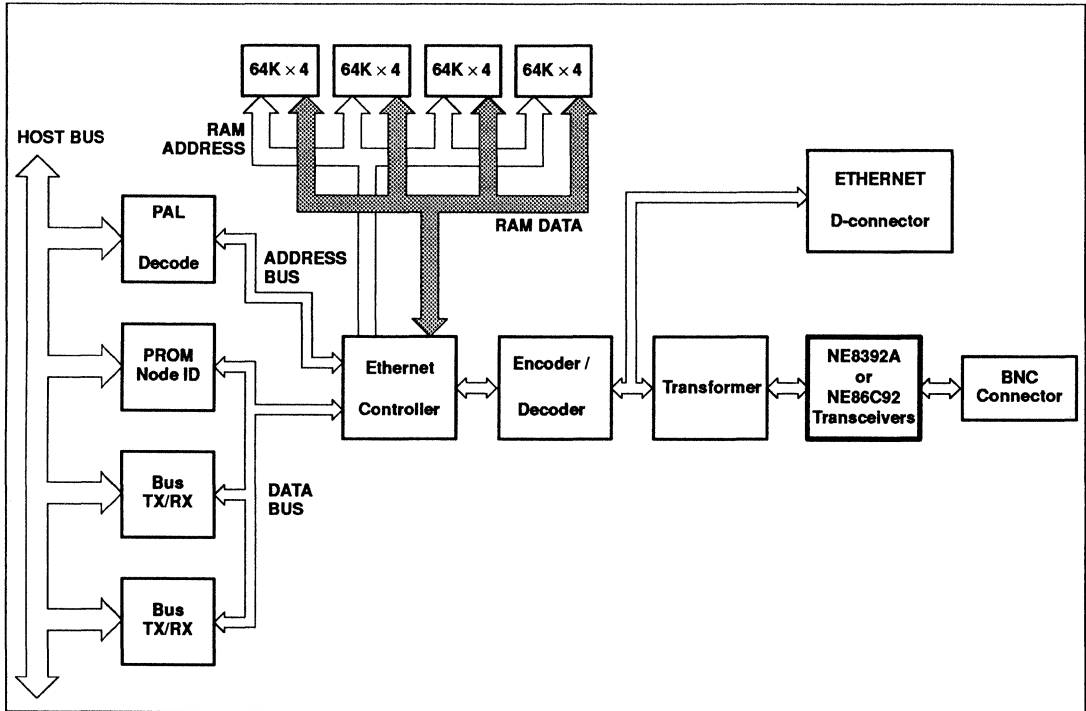 64K × 4
64K × 4
64K × 4
64K × 4
RAM
ADDRESS
HOST BUS
PAL
Decode
ADDRESS
BUS
RAM DATA
ETHERNET
D-connector
PROM
Node ID
Ethernet
Controller
Encoder /
Decoder
Transformer
NE8392A
or
NE86C92
Transceivers
BNC
Connector
Bus
TX/RX
DATA
BUS
Bus
TX/RX